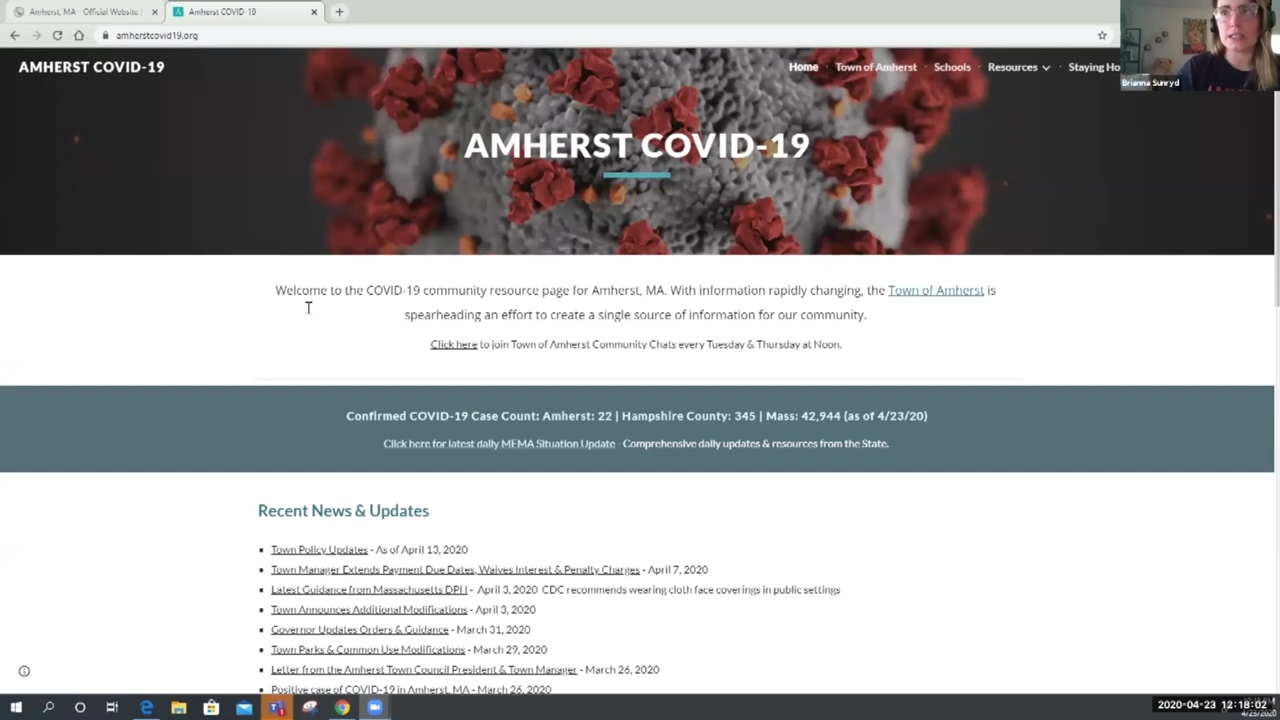 Amherst, MA - Official Website
Amherst COVID-19
amherstcovid19.org
AMHERST COVID-19
Home
Town of Amherst
Schools
Resources
Staying Ho
Brianna Sunryd
AMHERST COVID-19
Welcome to the COVID-19 community resource page for Amherst, MA. With information rapidly changing, the Town of Amherst is
spearheading an effort to create a single source of information for our community.
Click here to join Town of Amherst Community Chats every Tuesday & Thursday at Noon.
Confirmed COVID-19 Case Count: Amherst: 22 | Hampshire County: 345 | Mass: 42,944 (as of 4/23/20)
Click here for latest daily MEMA Situation Update - Comprehensive daily updates & resources from the State.
Recent News & Updates
Town Policy Updates - As of April 13, 2020
Town Manager Extends Payment Due Dates, Waives Interest & Penalty Charges - April 7, 2020
Latest Guidance from Massachusetts DPH - April 3, 2020 CDC recommends wearing cloth face coverings in public settings
Town Announces Additional Modifications - April 3, 2020
Governor Updates Orders & Guidance - March 31, 2020
Town Parks & Common Use Modifications - March 29, 2020
Letter from the Amherst Town Council President & Town Manager - March 26, 2020
Positive case of COVID-19 in Amherst, MA - March 26, 2020
2020-04-23 12:18:02
4/23/2020